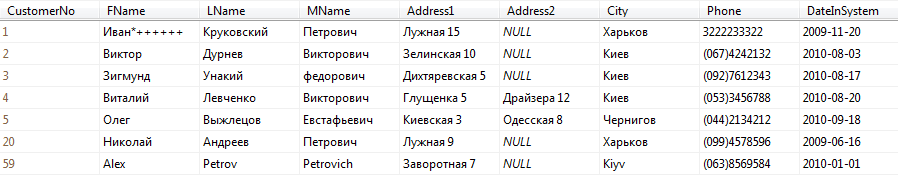 CustomerNo FName LName MName Address1 Address2 City Phone DateInSystem
1 Иван*++++++ Круковский Петрович Лужная 15 NULL Харьков 3222233322 2009-11-20
2 Виктор Дурнев Викторович Зелинская 10 NULL Киев (067)4242132 2010-08-03
3 Зигмунд Унакий федорович Дихтяревская 5 NULL Киев (092)7612343 2010-08-17
4 Виталий Левченко Викторович Глущенка 5 Драйзера 12 Киев (053)3456788 2010-08-20
5 Олег Выжлецов Евстафьевич Киевская 3 Одесская 8 Чернигов (044)2134212 2010-09-18
20 Николай Андреев Петрович Лужная 9 NULL Харьков (099)4578596 2009-06-16
59 Alex Petrov Petrovich Заворотная 7 NULL Kiyv (063)8569584 2010-01-01